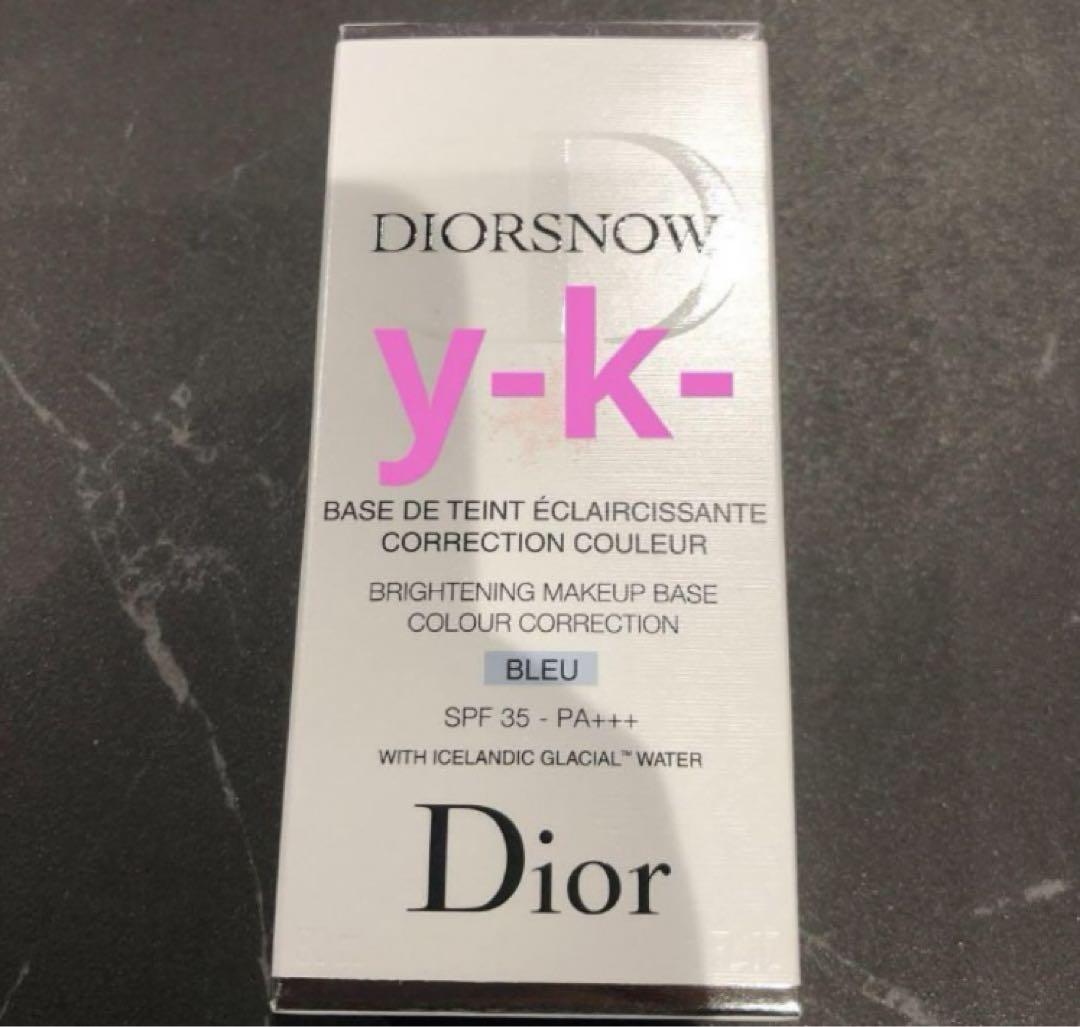 DIORSNOW
y-k-
BASE DE TEINT ÉCLAIRCISSANTE
CORRECTION COULEUR
BRIGHTENING MAKEUP BASE
COLOUR CORRECTION
BLEU
SPF 35 - PA+++
WITH ICELANDIC GLACIAL™ WATER
Dior